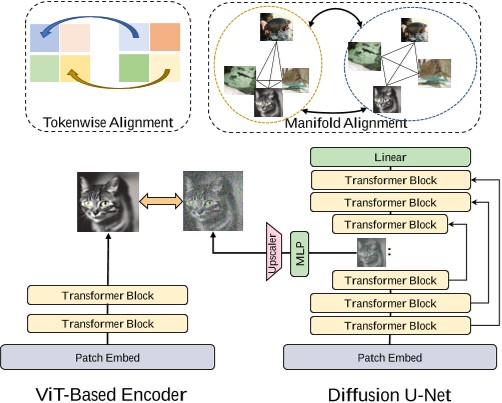 Tokenwise Alignment
Manifold Alignment
Linear
Transformer Block
Transformer Block
Transformer Block
Upscaler
MLP
Transformer Block
Transformer Block
Transformer Block
Patch Embed
Diffusion U-Net
Transformer Block
Transformer Block
Patch Embed
ViT-Based Encoder